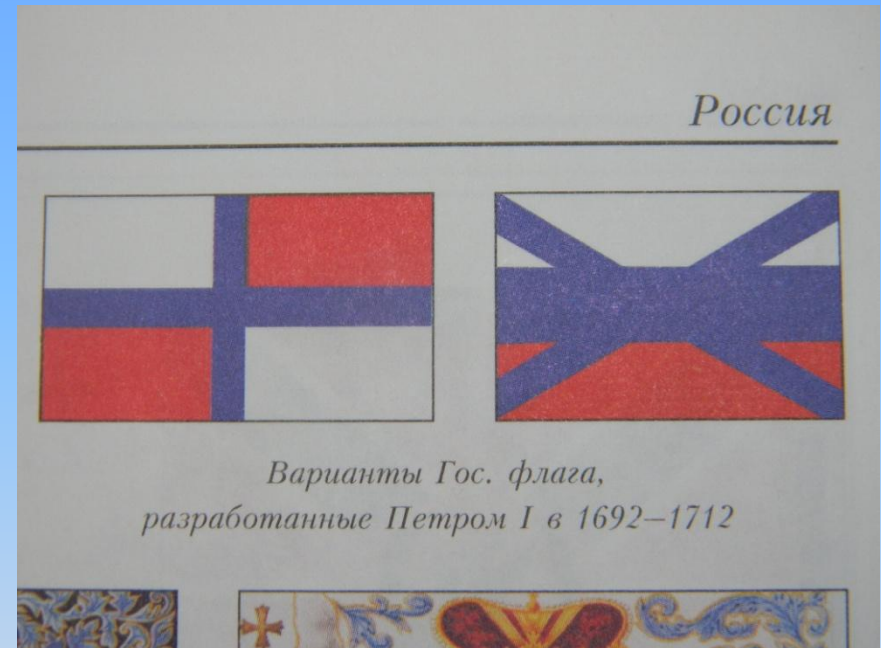 Россия
Варианты Гос. флага,
разработанные Петром I в 1692—1712